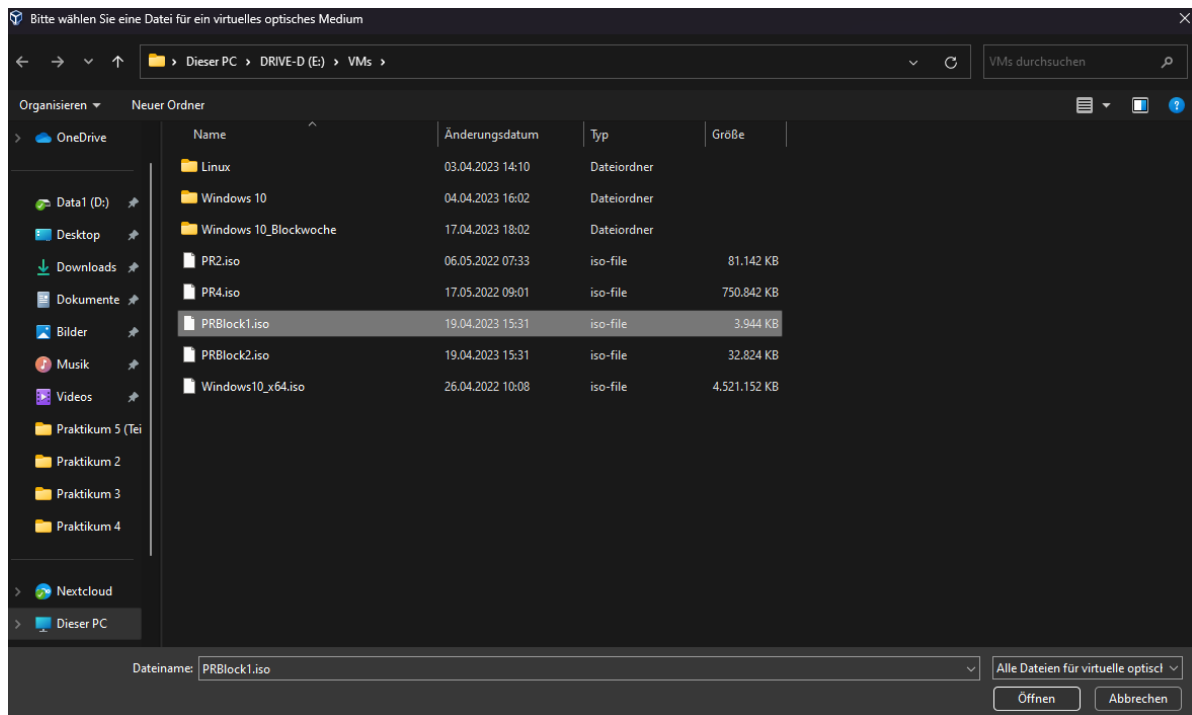 Bitte wählen Sie eine Datei für ein virtuelles optisches Medium
Dieser PC > DRIVE-D (E:) > VMs >
VMs durchsuchen
Organisieren
Neuer Ordner
OneDrive
Data1 (D:)
Desktop
Downloads
Dokumente
Bilder
Musik
Videos
Praktikum 5 (Tei
Praktikum 2
Praktikum 3
Praktikum 4
Nextcloud
Dieser PC
Name Änderungsdatum Typ Größe
Linux 03.04.2023 14:10 Dateiordner
Windows 10 04.04.2023 16:02 Dateiordner
Windows 10_Blockwoche 17.04.2023 18:02 Dateiordner
PR2.iso 06.05.2022 07:33 iso-file 81.142 KB
PR4.iso 17.05.2022 09:01 iso-file 750.842 KB
PRBlock1.iso 19.04.2023 15:31 iso-file 3.944 KB
PRBlock2.iso 19.04.2023 15:31 iso-file 32.824 KB
Windows10_x64.iso 26.04.2022 10:08 iso-file 4.521.152 KB
Dateiname: PRBlock1.iso
Alle Dateien für virtuelle optiscl
Öffnen
Abbrechen